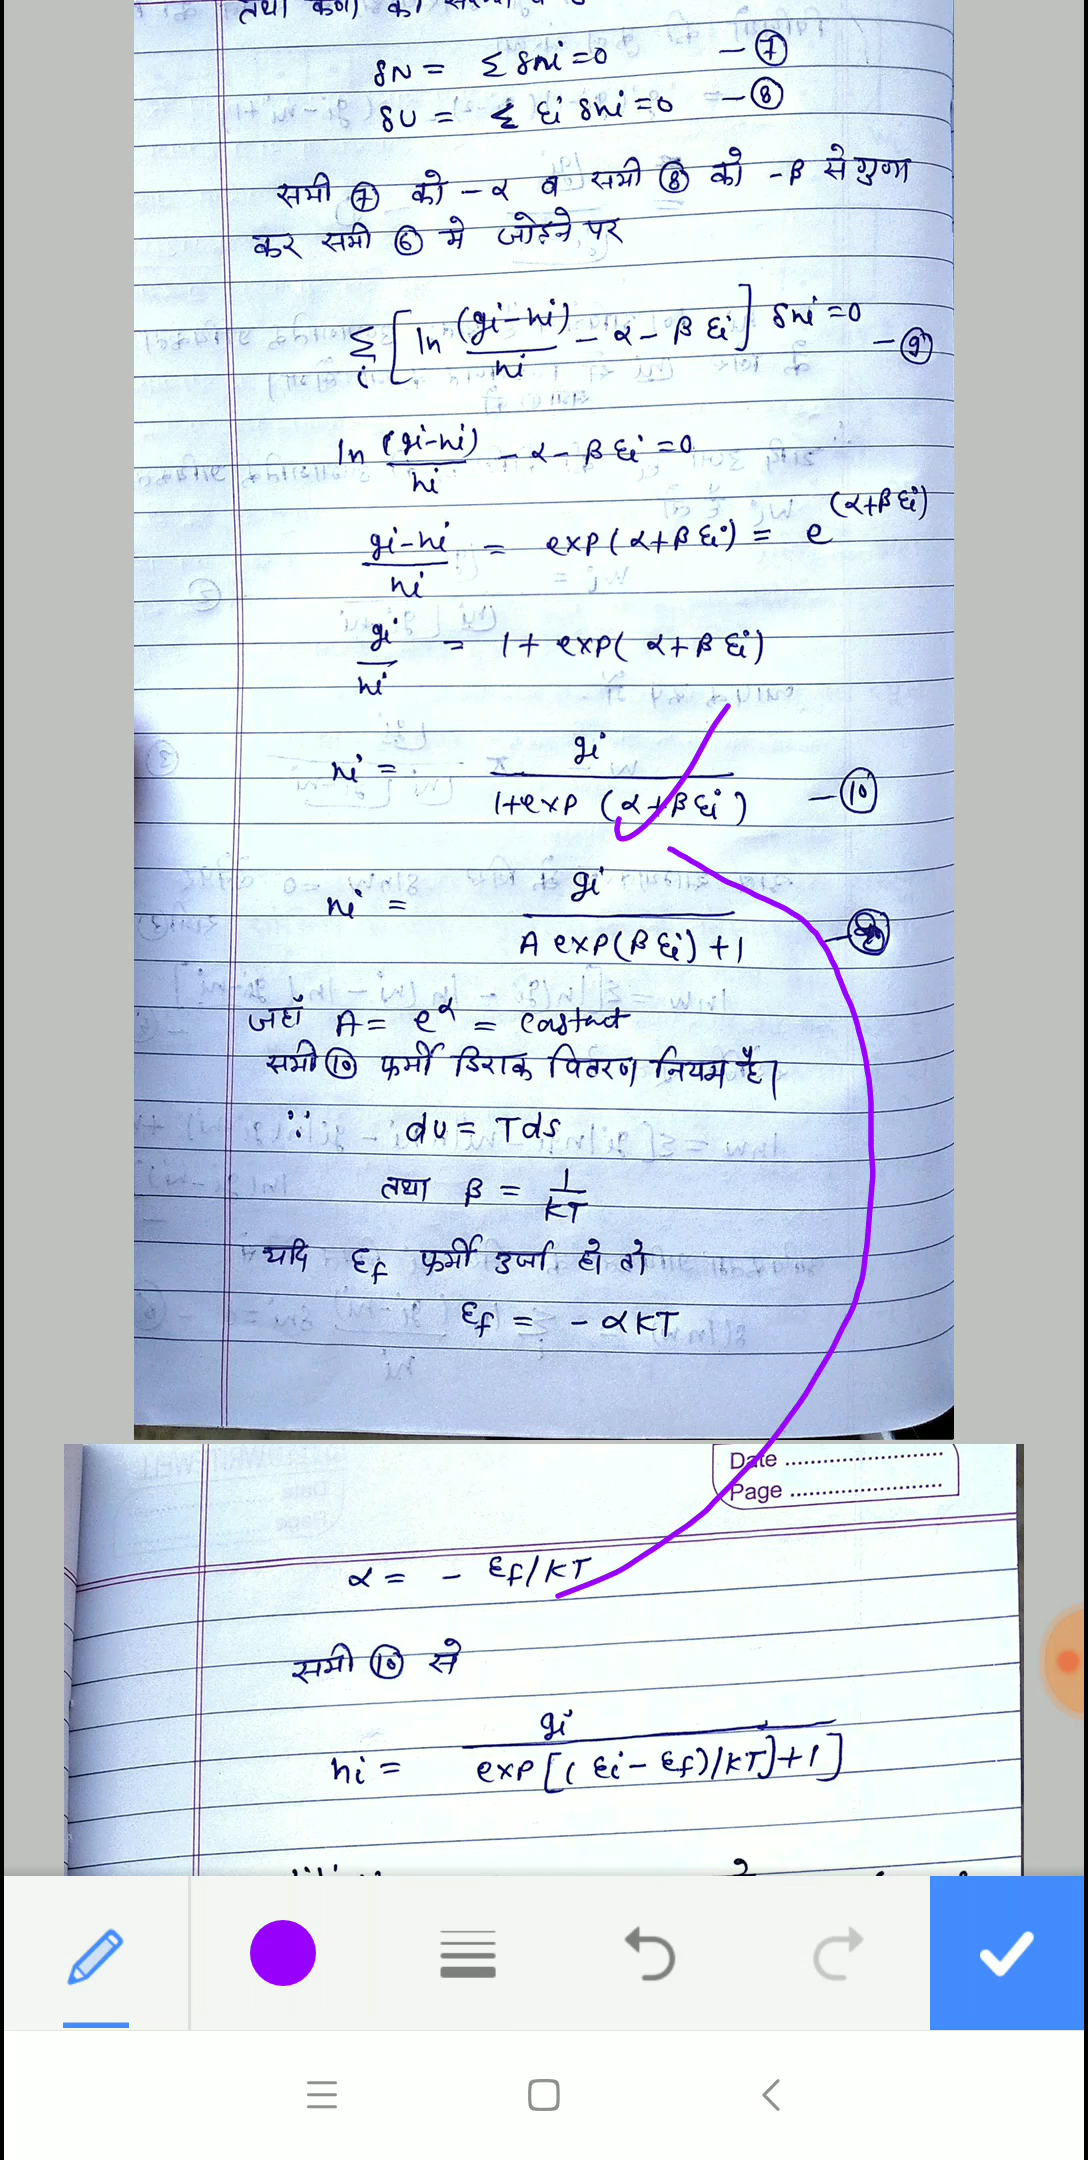 तथा कणों की
δN = Σ δni = 0 — ⑦
δU = Σ εi δni = 0 — ⑧
समी ⑦ को - α व समी ⑧ को - β से गुणा
कर समी ⑥ मे जोड़ने पर
Σi [ ln (gi-ni)/ni - α - β εi ] δni = 0 — ⑨
ln (gi-ni)/ni - α - β εi = 0
gi-ni/ni = exp(α+β εi) = e^(α+β εi)
gi/ni = 1 + exp(α+β εi)
ni = gi/1+exp (α+β εi) — ⑩
ni = gi/A exp(β εi) + 1
जहाँ A = e^α = costant
समी ⑩ फर्मी डिराक वितरण नियम है।
∵ du = Tds
तथा β = 1/KT
यदि εf फर्मी उर्जा हो तो
εf = - αKT
Date ..........................
Page ..........................
α = - εf/KT
समी ⑩ से
ni = gi/exp[(εi - εf)/KT]+1]